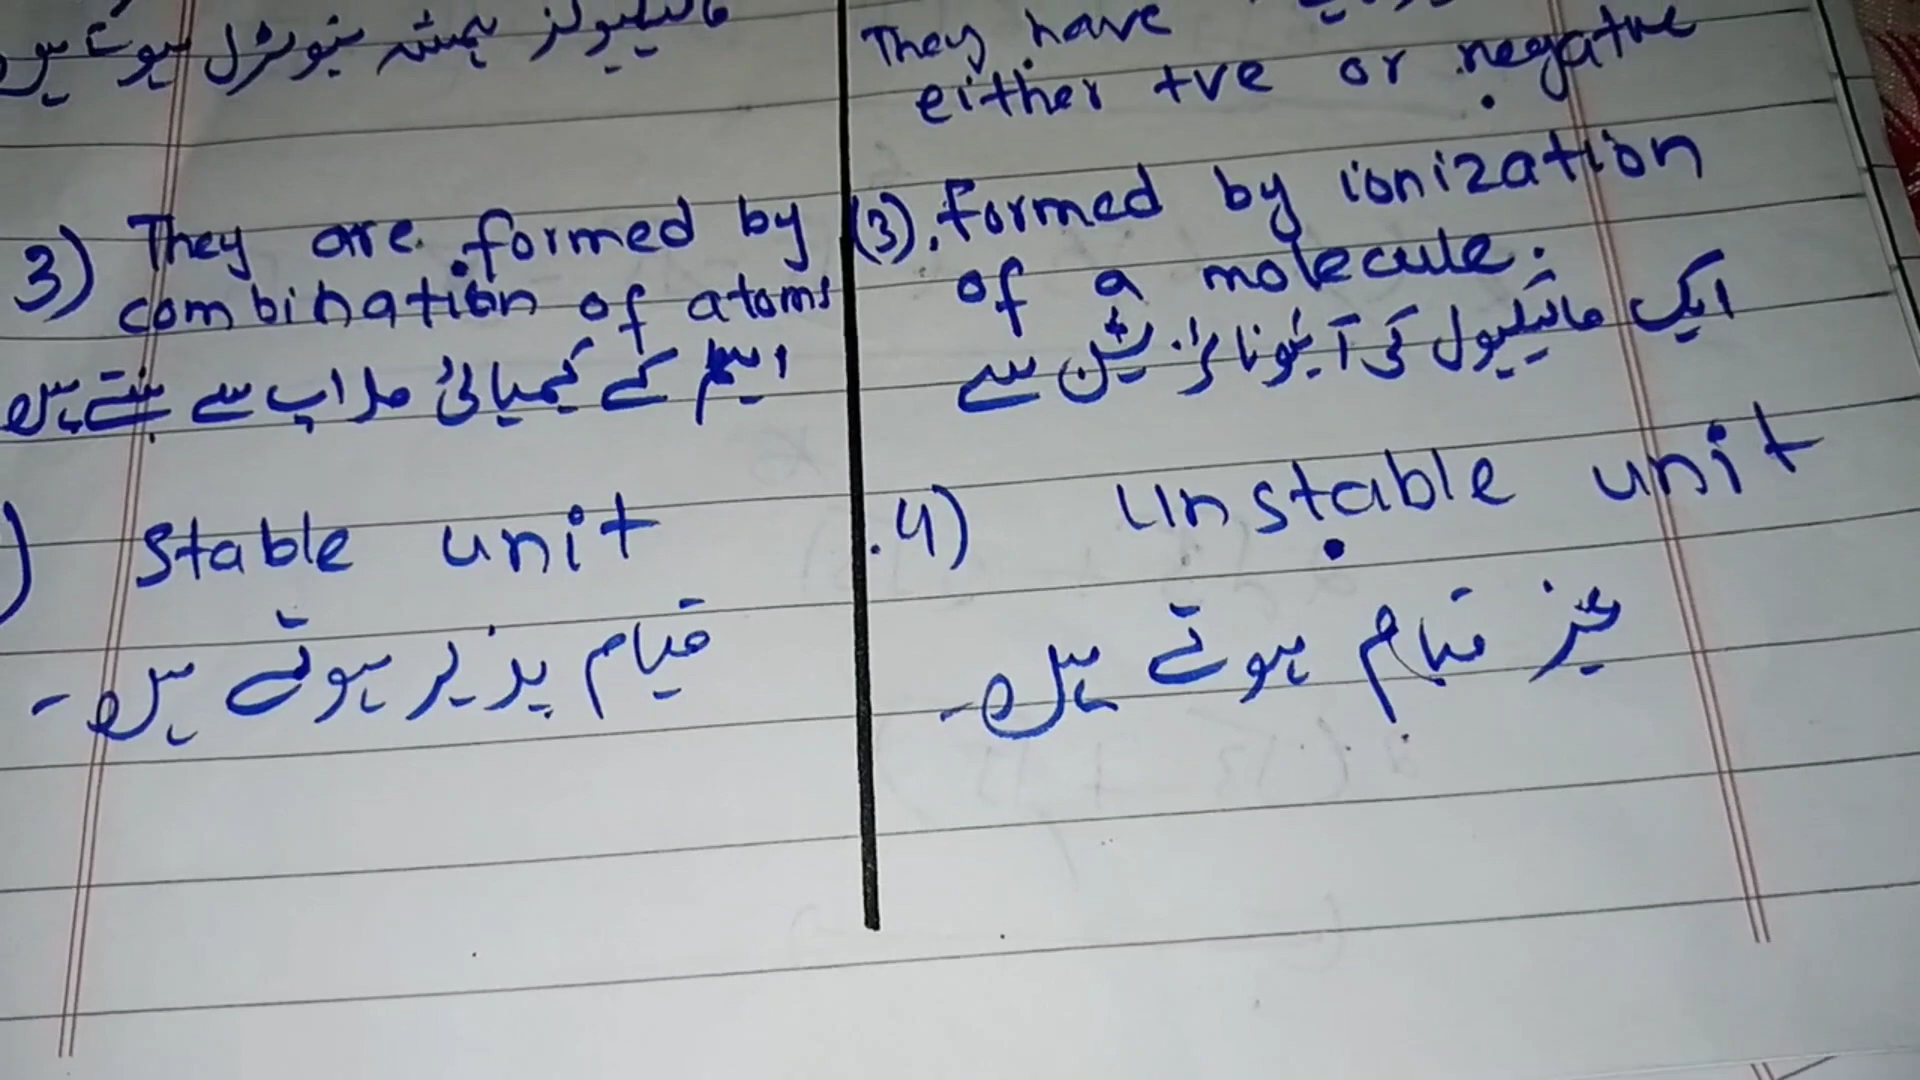 مالیکیولز ہمیشہ نیوٹرل ہوتے ہیں
3) They are formed by
combination of atoms
ایٹم کے کیمیائی ملاپ سے بنتے ہیں
) Stable unit
قیام پذیر ہوتے ہیں -
They have
either +ve or negative
(3). formed by ionization
of a molecule.
ایک مالیکیول کی آئیونائزیشن سے
4) Unstable unit
غیر قیام ہوتے ہیں -